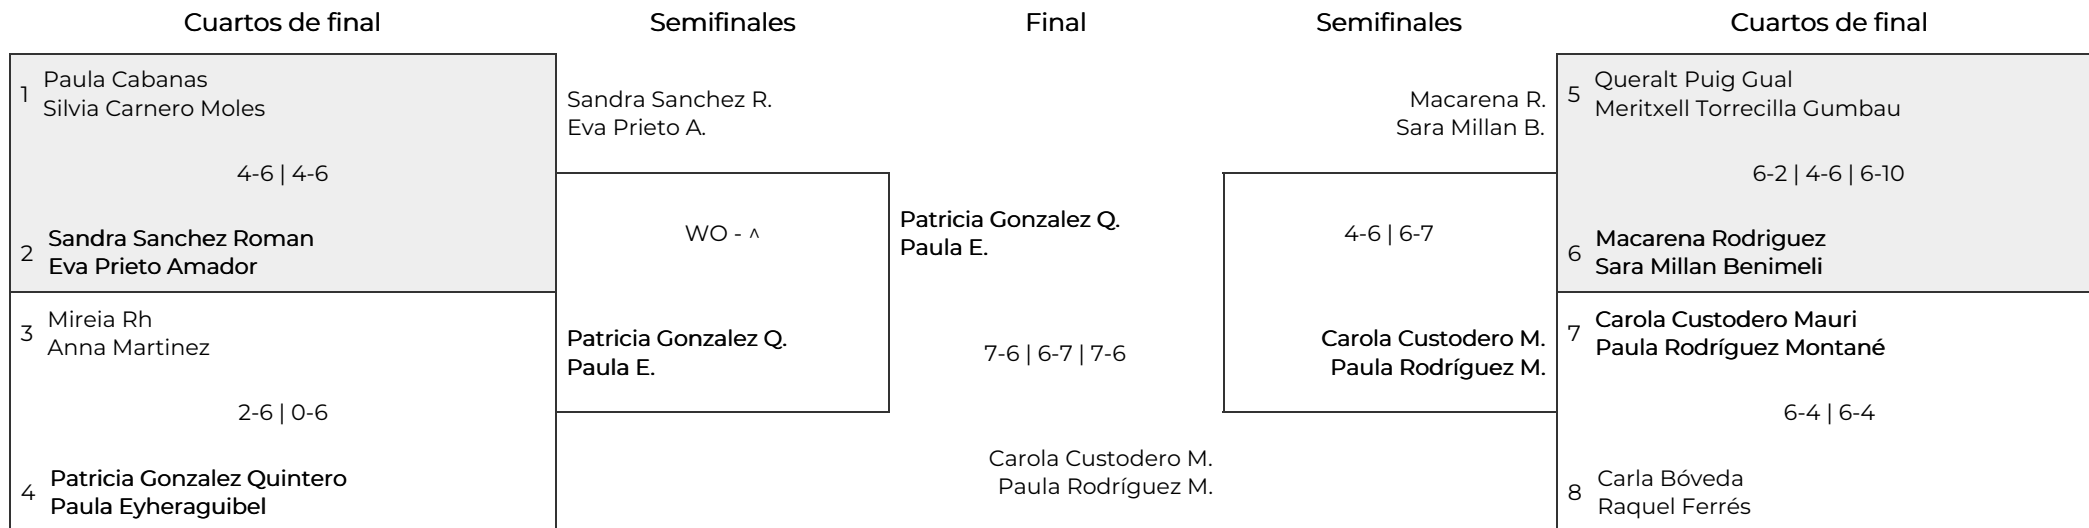 Cuartos de final
Semifinales
Final
Semifinales
Cuartos de final
1
Paula Cabanas
Silvia Carnero Moles
4-6 | 4-6
2
Sandra Sanchez Roman
Eva Prieto Amador
3
Mireia Rh
Anna Martinez
2-6 | 0-6
4
Patricia Gonzalez Quintero
Paula Eyheraguibel
Sandra Sanchez R.
Eva Prieto A.
WO - ^
Patricia Gonzalez Q.
Paula E.
Patricia Gonzalez Q.
Paula E.
7-6 | 6-7 | 7-6
Carola Custodero M.
Paula Rodríguez M.
Macarena R.
Sara Millan B.
4-6 | 6-7
Carola Custodero M.
Paula Rodríguez M.
5
Queralt Puig Gual
Meritxell Torrecilla Gumbau
6-2 | 4-6 | 6-10
6
Macarena Rodriguez
Sara Millan Benimeli
7
Carola Custodero Mauri
Paula Rodríguez Montané
6-4 | 6-4
8
Carla Bóveda
Raquel Ferrés